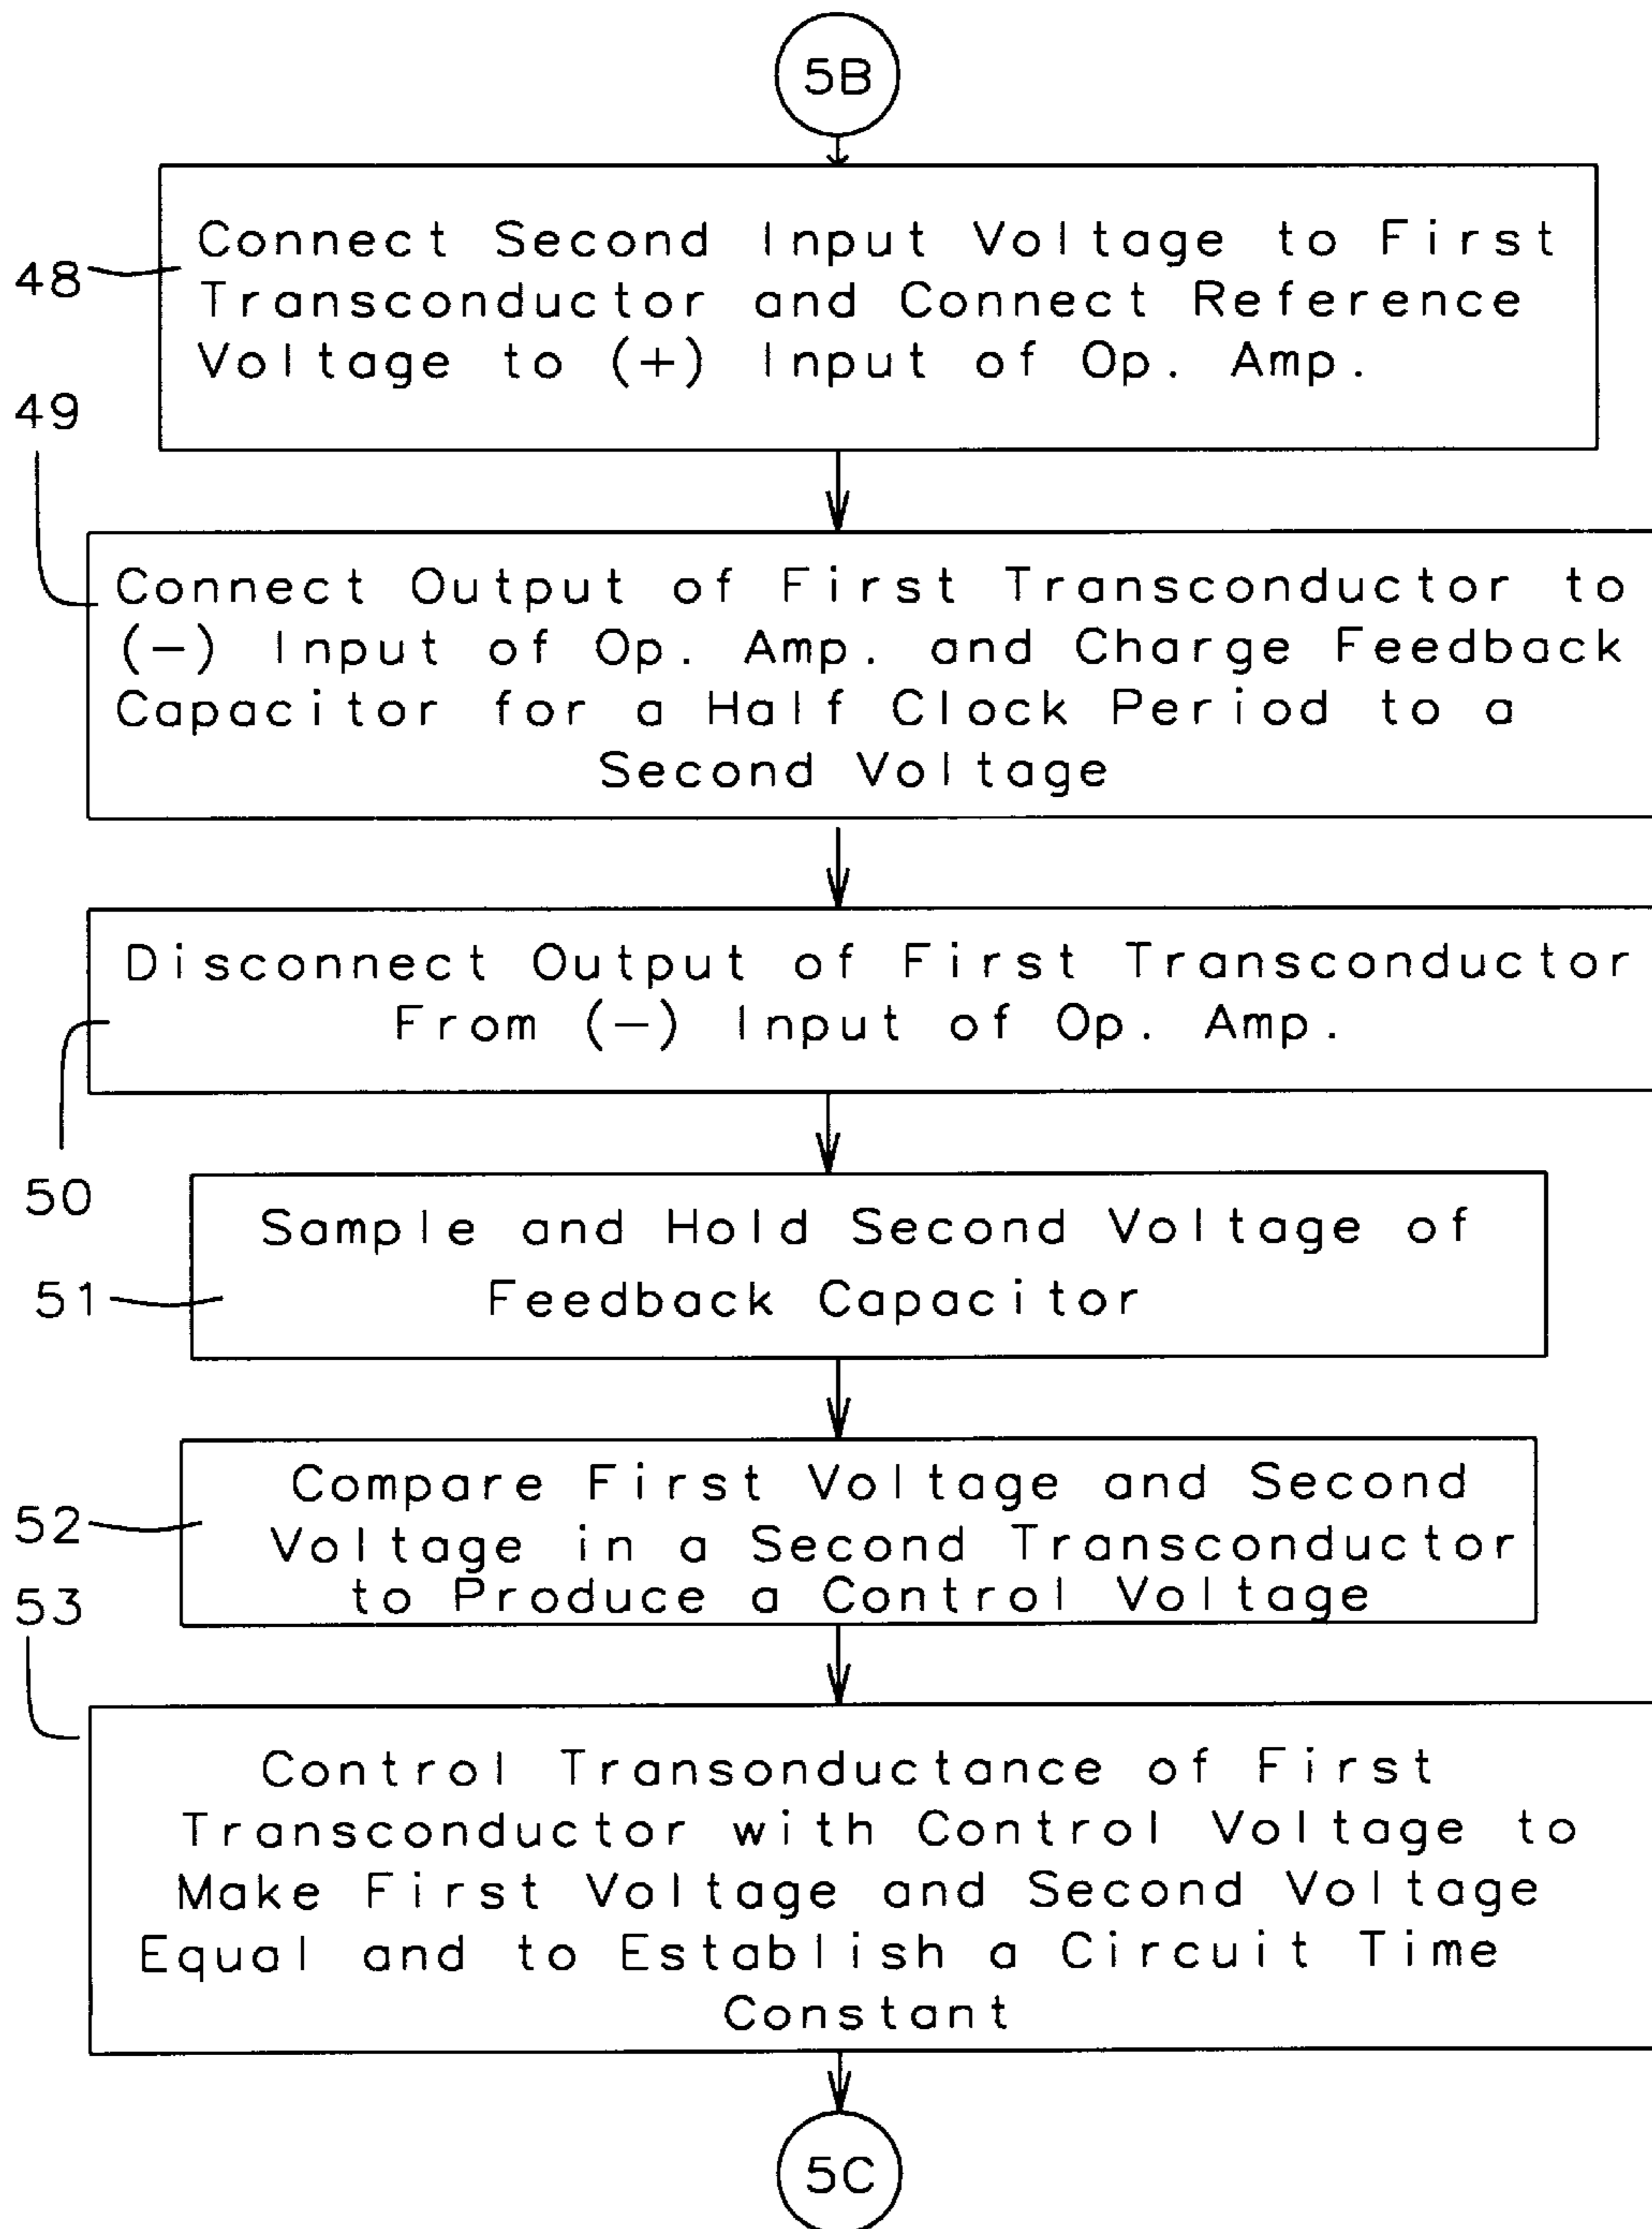 5B
48
Connect Second Input Voltage to First
Transconductor and Connect Reference
Voltage to (+) Input of Op. Amp.
49
Connect Output of First Transconductor to
(-) Input of Op. Amp. and Charge Feedback
Capacitor for a Half Clock Period to a
Second Voltage
Disconnect Output of First Transconductor
From (-) Input of Op. Amp.
50
Sample and Hold Second Voltage of
Feedback Capacitor
51
Compare First Voltage and Second
Voltage in a Second Transconductor
to Produce a Control Voltage
52
53
Control Transonductance of First
Transconductor with Control Voltage to
Make First Voltage and Second Voltage
Equal and to Establish a Circuit Time
Constant
5C